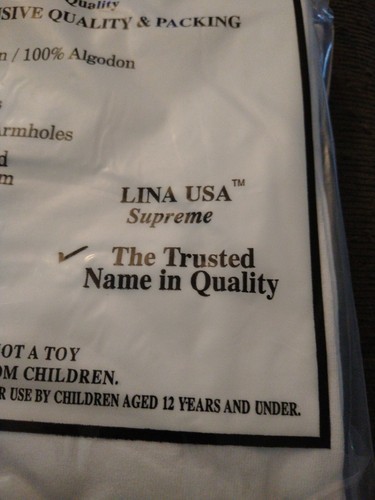 Quality
SIVE QUALITY & PACKING
n / 100% Algodon
s
rmholes
d
m
LINA USA™
Supreme
✓ The Trusted
Name in Quality
OT A TOY
OM CHILDREN.
R USE BY CHILDREN AGED 12 YEARS AND UNDER.